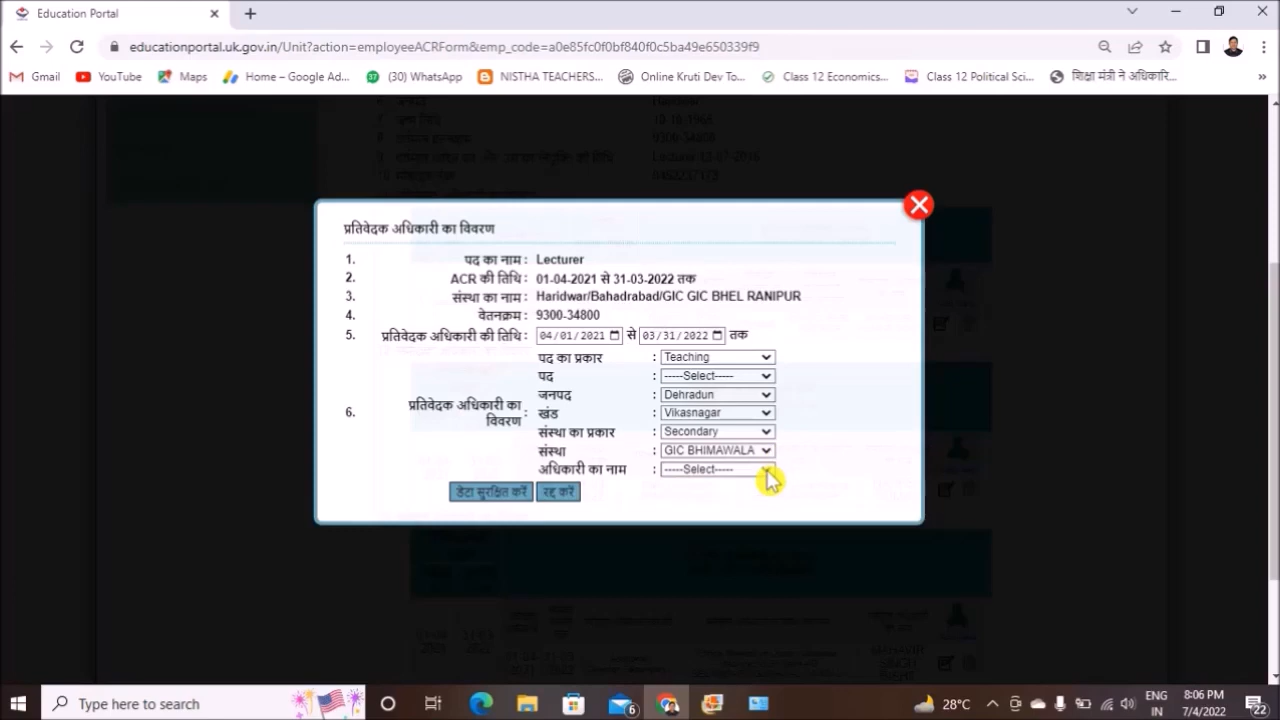 Education Portal
educationportal.uk.gov.in/Unit?action=employeeACRForm&emp_code=a0e85fc0f0bf840f0c5ba49e650339f9
Gmail YouTube Maps Home – Google Ad... (30) WhatsApp NISTHA TEACHERS'... Online Kruti Dev To... Class 12 Economics... Class 12 Political Sci... शिक्षा मंत्री ने अधिकारि... »
9300-34800
प्रतिवेदक अधिकारी का विवरण
1. पद का नाम : Lecturer
2. ACR की तिथि : 01-04-2021 से 31-03-2022 तक
3. संस्था का नाम : Haridwar/Bahadrabad/GIC GIC BHEL RANIPUR
4. वेतनक्रम : 9300-34800
5. प्रतिवेदक अधिकारी की तिथि : 04/01/2021 से 03/31/2022 तक
6. प्रतिवेदक अधिकारी का विवरण :
पद का प्रकार : Teaching
पद : -----Select-----
जनपद : Dehradun
खंड : Vikasnagar
संस्था का प्रकार : Secondary
संस्था : GIC BHIMAWALA
अधिकारी का नाम : -----Select-----
डेटा सुरक्षित करें रद्द करें
Type here to search
6
28°C
ENG
IN
8:06 PM
7/4/2022
22